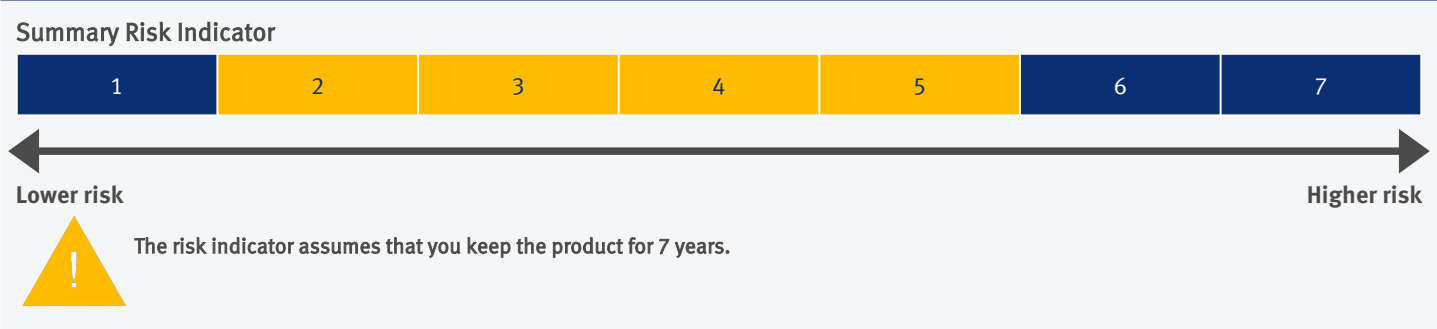 Summary Risk Indicator
1 2 3 4 5 6 7
Lower risk Higher risk
!
The risk indicator assumes that you keep the product for 7 years.